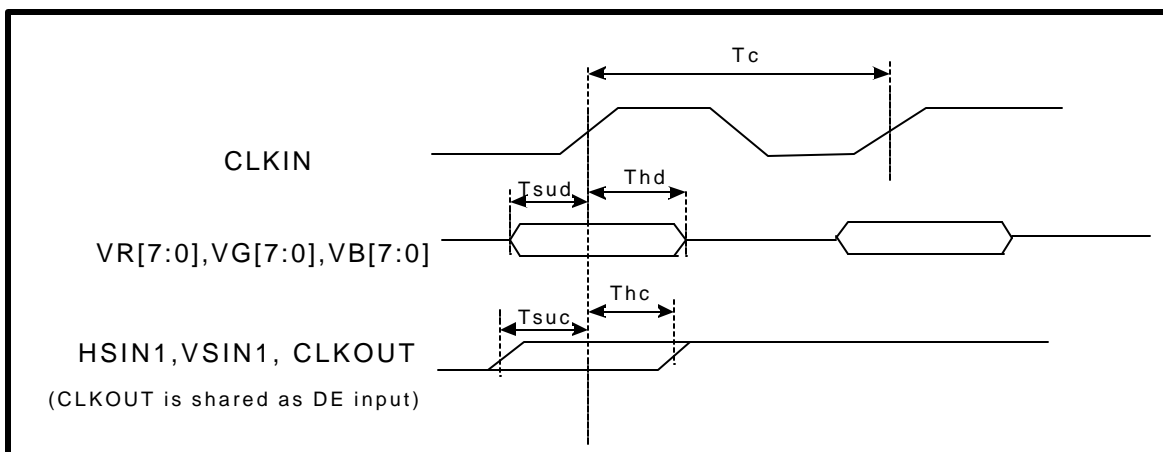 Tc
CLKIN
Tsud
Thd
VR[7:0],VG[7:0],VB[7:0]
Tsuc
Thc
HSIN1,VSIN1, CLKOUT
(CLKOUT is shared as DE input)